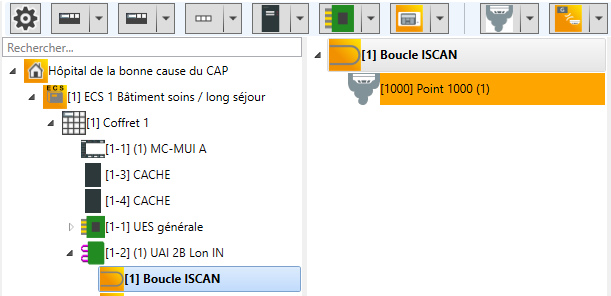 Rechercher...
Hôpital de la bonne cause du CAP
ECS
[1] ECS 1 Bâtiment soins / long séjour
[1] Coffret 1
[1-1] (1) MC-MUI A
[1-3] CACHE
[1-4] CACHE
[1-1] UES générale
[1-2] (1) UAI 2B Lon IN
[1] Boucle ISCAN
[1] Boucle ISCAN
[1000] Point 1000 (1)